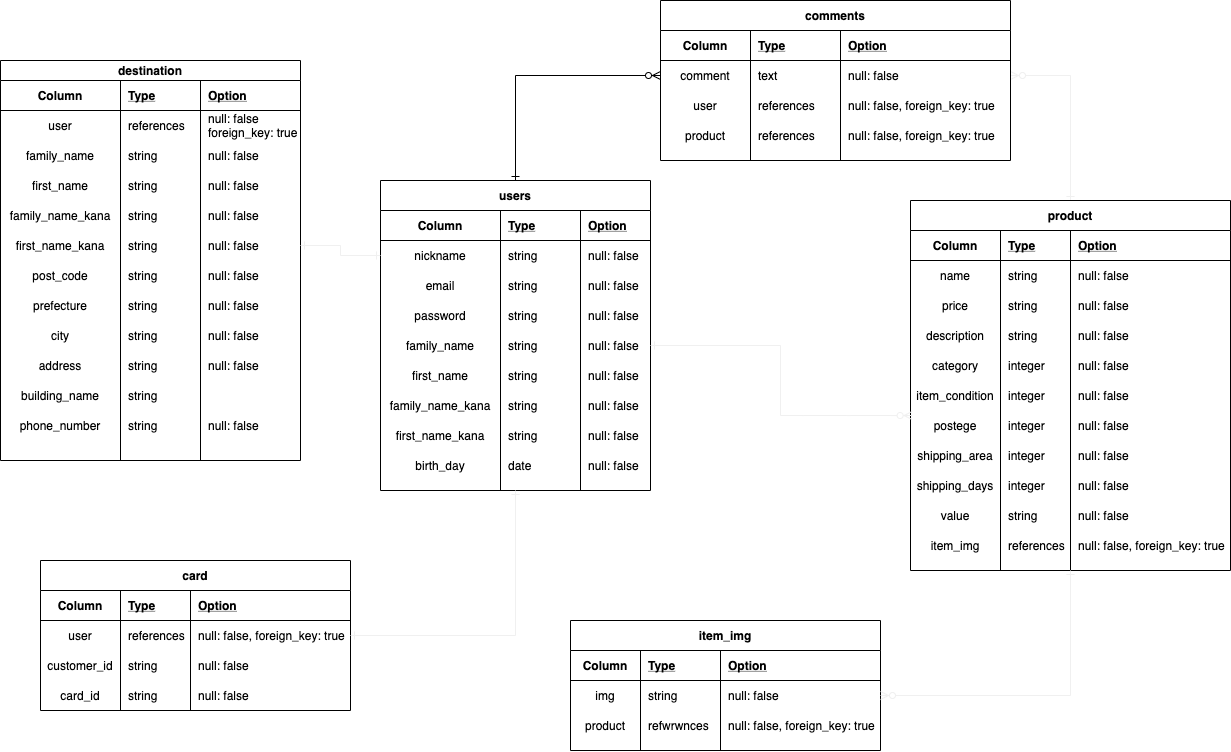 comments
Column Type Option
comment text null: false
user references null: false, foreign_key: true
product references null: false, foreign_key: true
destination
Column Type Option
user references null: false
foreign_key: true
family_name string null: false
first_name string null: false
family_name_kana string null: false
first_name_kana string null: false
post_code string null: false
prefecture string null: false
city string null: false
address string null: false
building_name string
phone_number string null: false
users
Column Type Option
nickname string null: false
email string null: false
password string null: false
family_name string null: false
first_name string null: false
family_name_kana string null: false
first_name_kana string null: false
birth_day date null: false
product
Column Type Option
name string null: false
price string null: false
description string null: false
category integer null: false
item_condition integer null: false
postege integer null: false
shipping_area integer null: false
shipping_days integer null: false
value string null: false
item_img references null: false, foreign_key: true
card
Column Type Option
user references null: false, foreign_key: true
customer_id string null: false
card_id string null: false
item_img
Column Type Option
img string null: false
product refwrwnces null: false, foreign_key: true